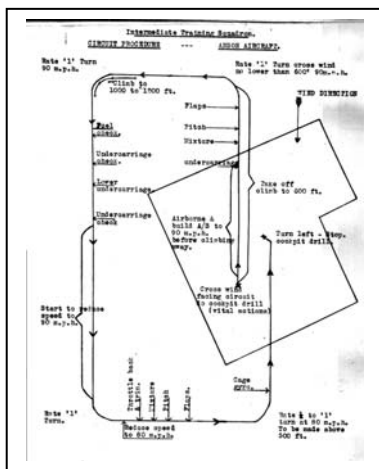 Intermediate Training Squadron.
CIRCUIT PROCEDURE --- ANSON AIRCRAFT.
Rate '1' Turn
90 m.p.h.
Climb to
1000 to 1500 ft.
Rate '1' Turn cross wind
no lower than 600' 90m.p.h.
WIND DIRECTION
Flaps
Pitch
Mixture
undercarriage
Fuel
check.
Undercarriage
check.
Lower
undercarriage.
Undercarriage
check
Take off
climb to 600 ft.
Airborne &
build A/S to
90 m.p.h.
before climbing
away.
Turn left - Stop.
cockpit drill.
Cross wind
facing circuit
to cockpit drill
(vital actions)
Start to reduce
speed to
90 m.p.h.
Throttle back
& trim.
Mixture
Pitch
Flaps.
Cage
gyro.
Rate '1'
Turn.
Reduce speed
to 80 m.p.h.
Rate ½ to '1'
turn at 80 m.p.h.
To be made above
500 ft.